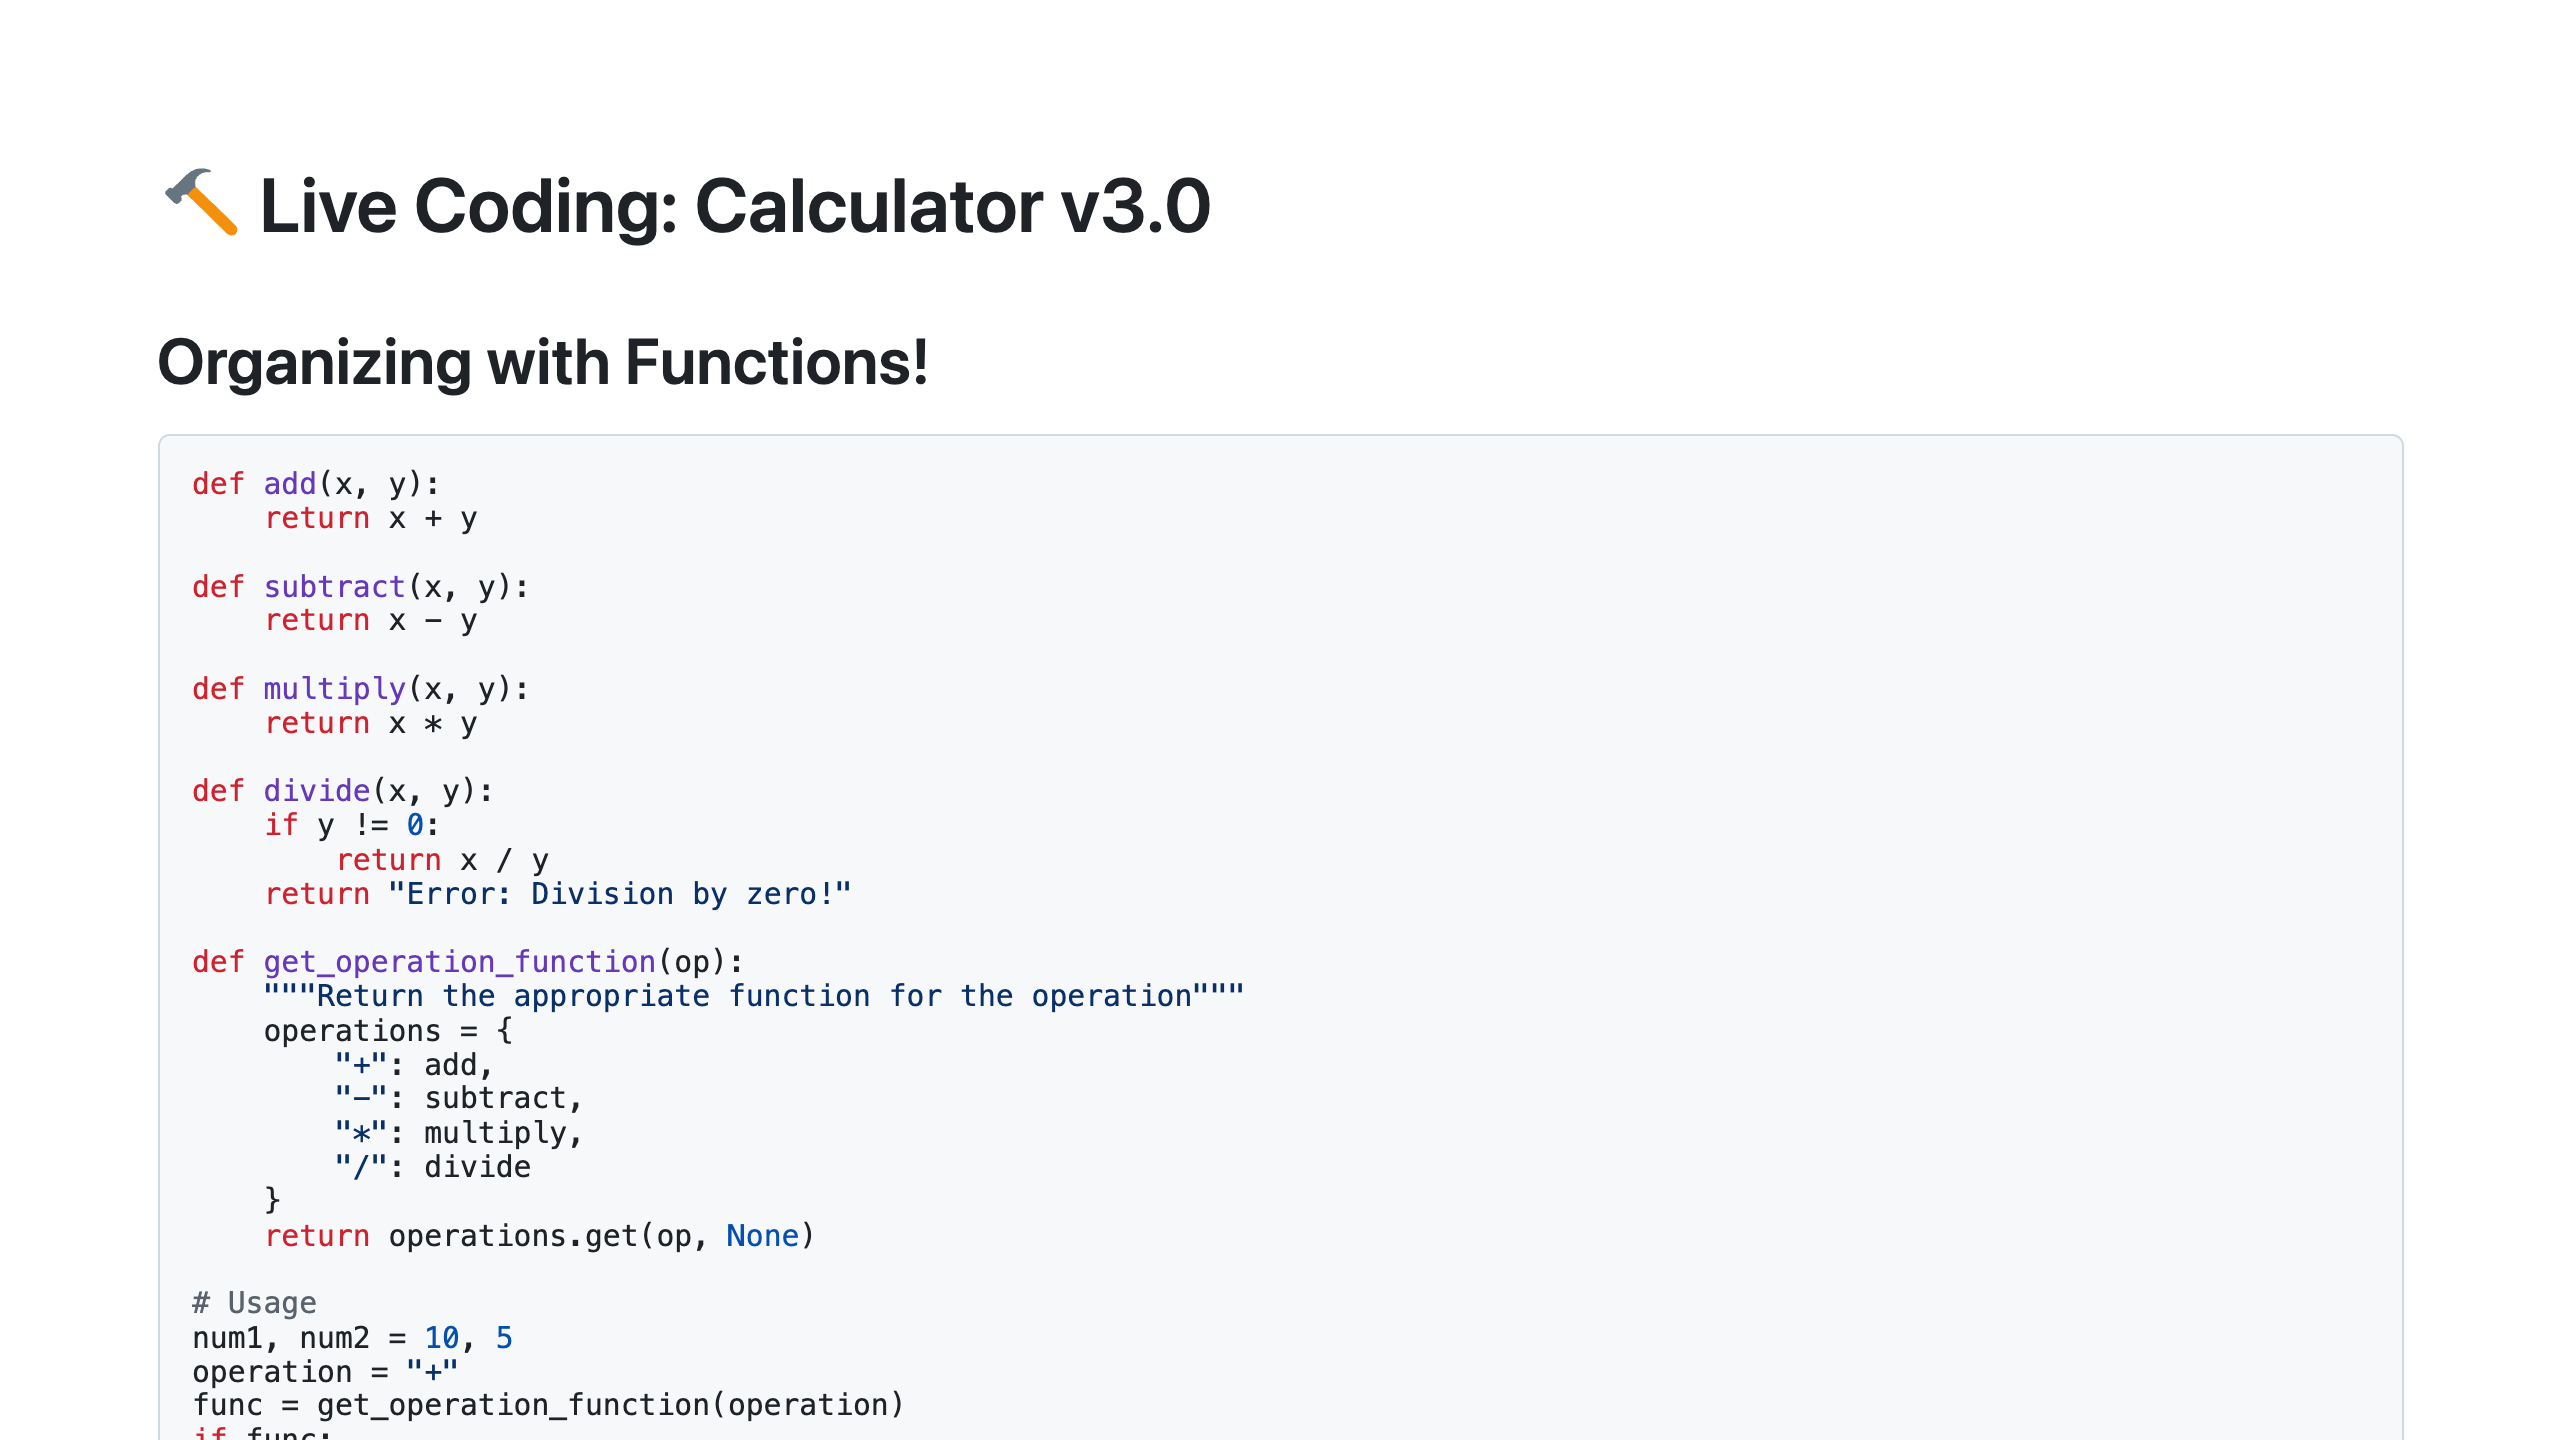 🔨 Live Coding: Calculator v3.0
Organizing with Functions!
def add(x, y):
    return x + y

def subtract(x, y):
    return x - y

def multiply(x, y):
    return x * y

def divide(x, y):
    if y != 0:
        return x / y
    return "Error: Division by zero!"

def get_operation_function(op):
    """Return the appropriate function for the operation"""
    operations = {
        "+": add,
        "-": subtract,
        "*": multiply,
        "/": divide
    }
    return operations.get(op, None)

# Usage
num1, num2 = 10, 5
operation = "+"
func = get_operation_function(operation)
if func: